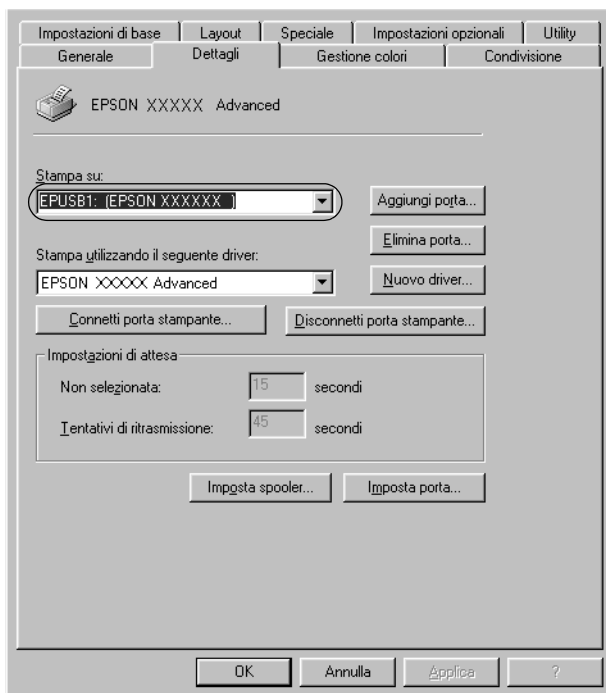 Impostazioni di base Layout Speciale Impostazioni opzionali Utility
Generale Dettagli Gestione colori Condivisione
EPSON XXXXX Advanced
Stampa su:
EPUSB1: (EPSON XXXXXX )
Aggiungi porta...
Elimina porta...
Stampa utilizzando il seguente driver:
EPSON XXXXX Advanced
Nuovo driver...
Connetti porta stampante... Disconnetti porta stampante...
Impostazioni di attesa
Non selezionata: 15 secondi
Tentativi di ritrasmissione: 45 secondi
Imposta spooler... Imposta porta...
OK Annulla Applica ?